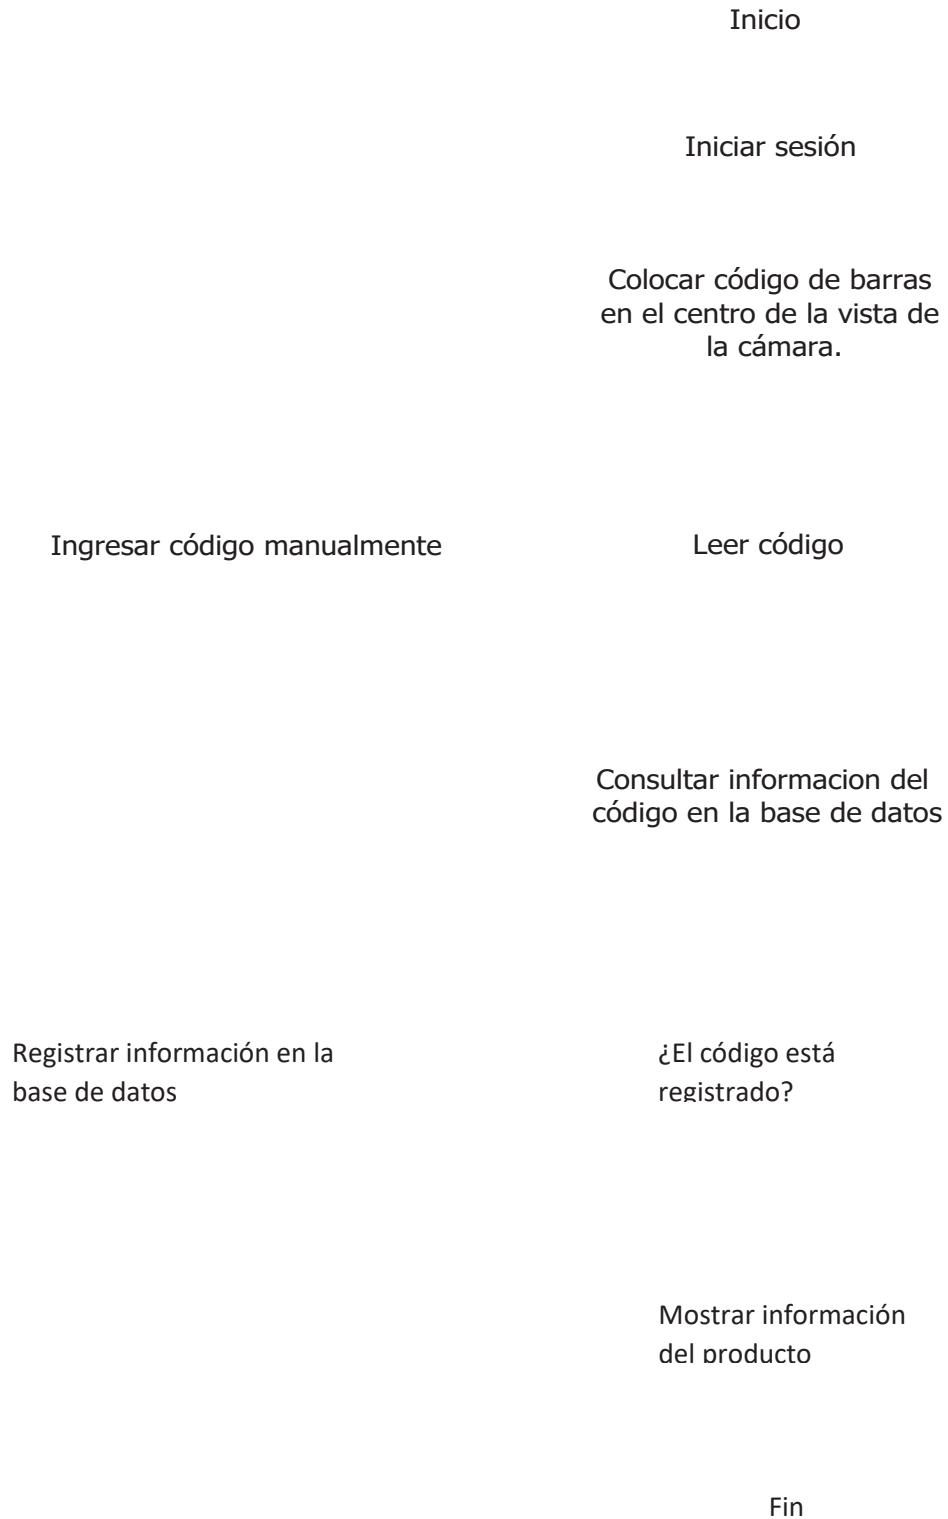 Inicio
Iniciar sesión
Colocar código de barras
en el centro de la vista de
la cámara.
Ingresar código manualmente
Leer código
Consultar informacion del
código en la base de datos
Registrar información en la
base de datos
¿El código está
registrado?
Mostrar información
del producto
Fin